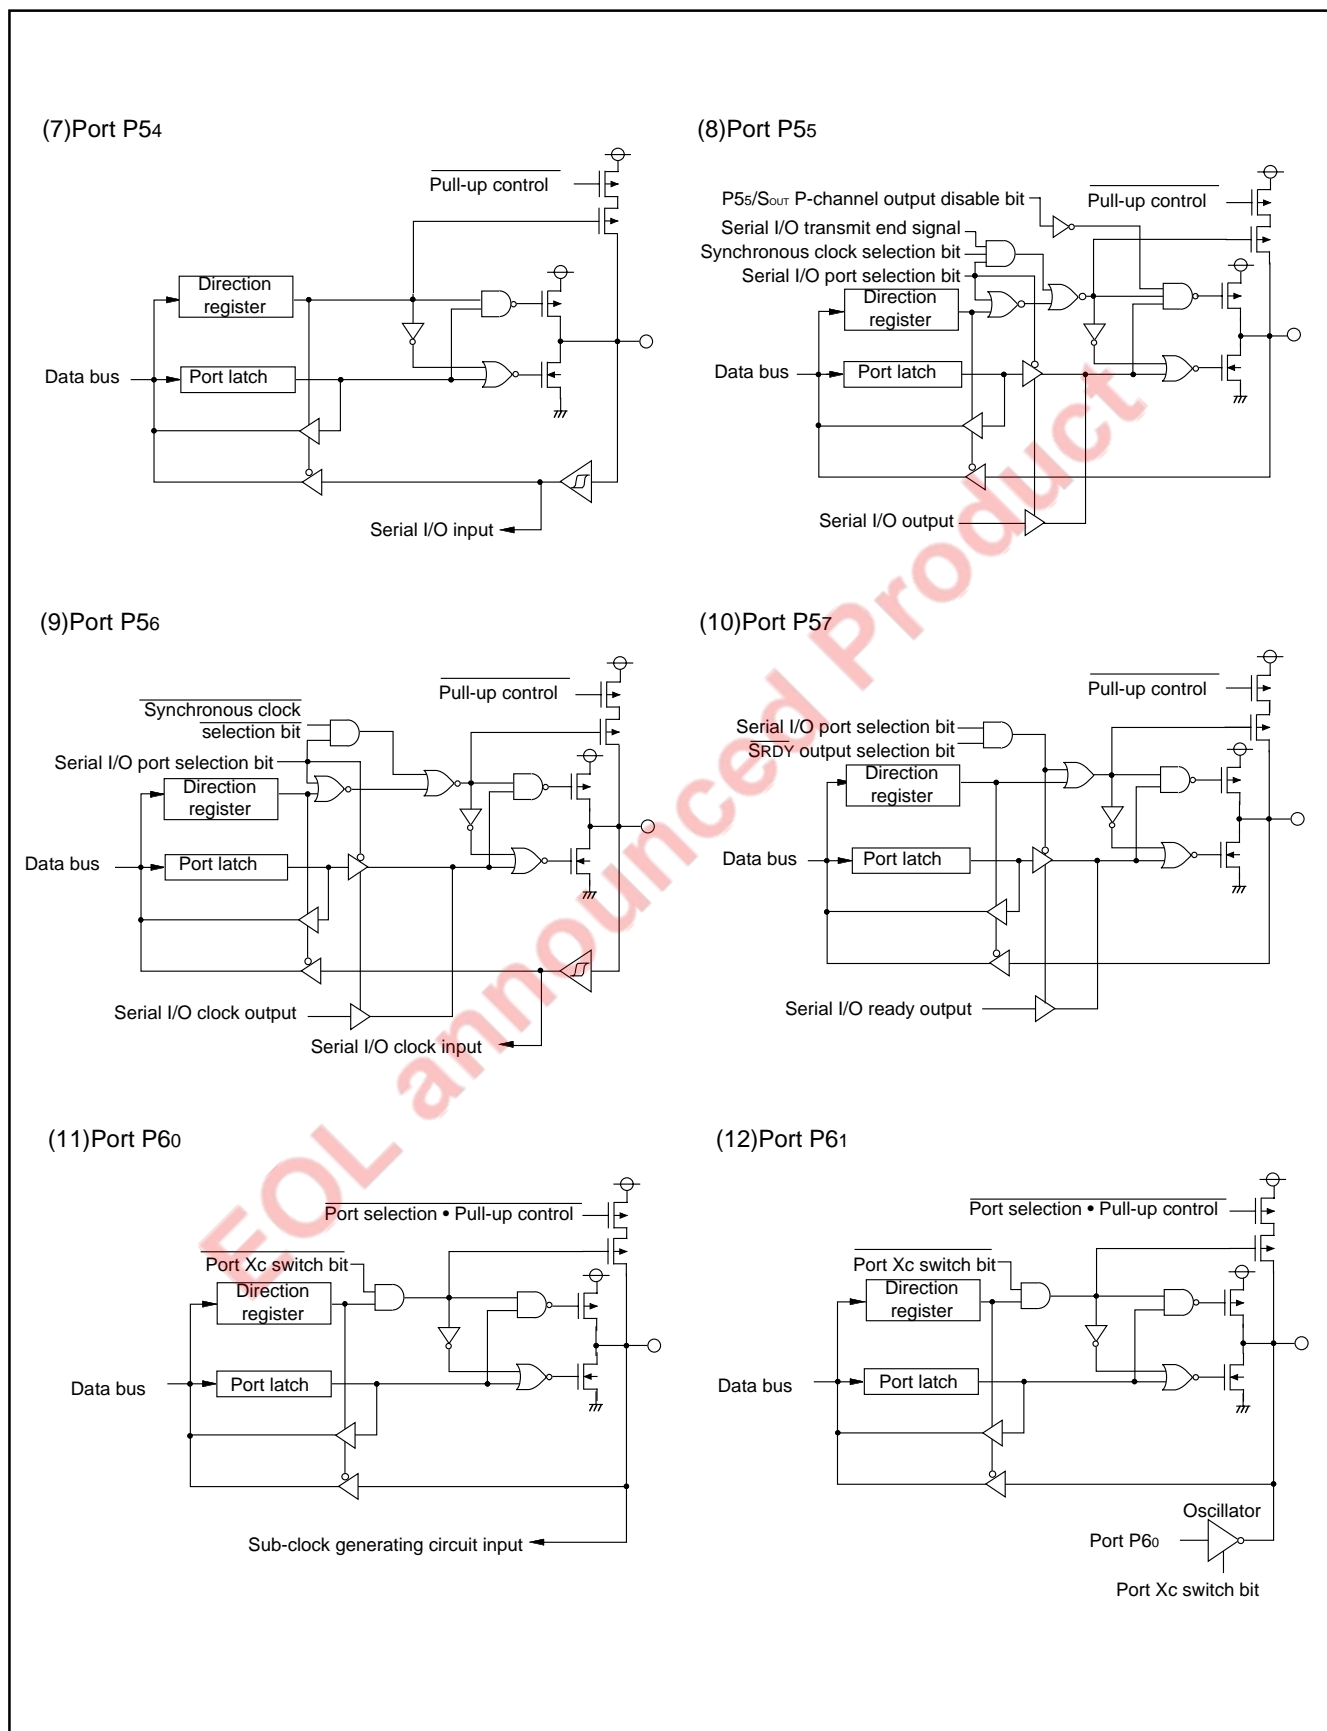 (7)Port P54
Pull-up control
Direction
register
Data bus
Port latch
Serial I/O input
(8)Port P55
P55/SOUT P-channel output disable bit
Pull-up control
Serial I/O transmit end signal
Synchronous clock selection bit
Serial I/O port selection bit
Direction
register
Data bus
Port latch
Serial I/O output
(9)Port P56
Pull-up control
Synchronous clock
selection bit
Serial I/O port selection bit
Direction
register
Data bus
Port latch
Serial I/O clock output
Serial I/O clock input
(10)Port P57
Pull-up control
Serial I/O port selection bit
SRDY output selection bit
Direction
register
Data bus
Port latch
Serial I/O ready output
(11)Port P60
Port selection • Pull-up control
Port Xc switch bit
Direction
register
Data bus
Port latch
Sub-clock generating circuit input
(12)Port P61
Port selection • Pull-up control
Port Xc switch bit
Direction
register
Data bus
Port latch
Oscillator
Port P60
Port Xc switch bit
EOL announced Product